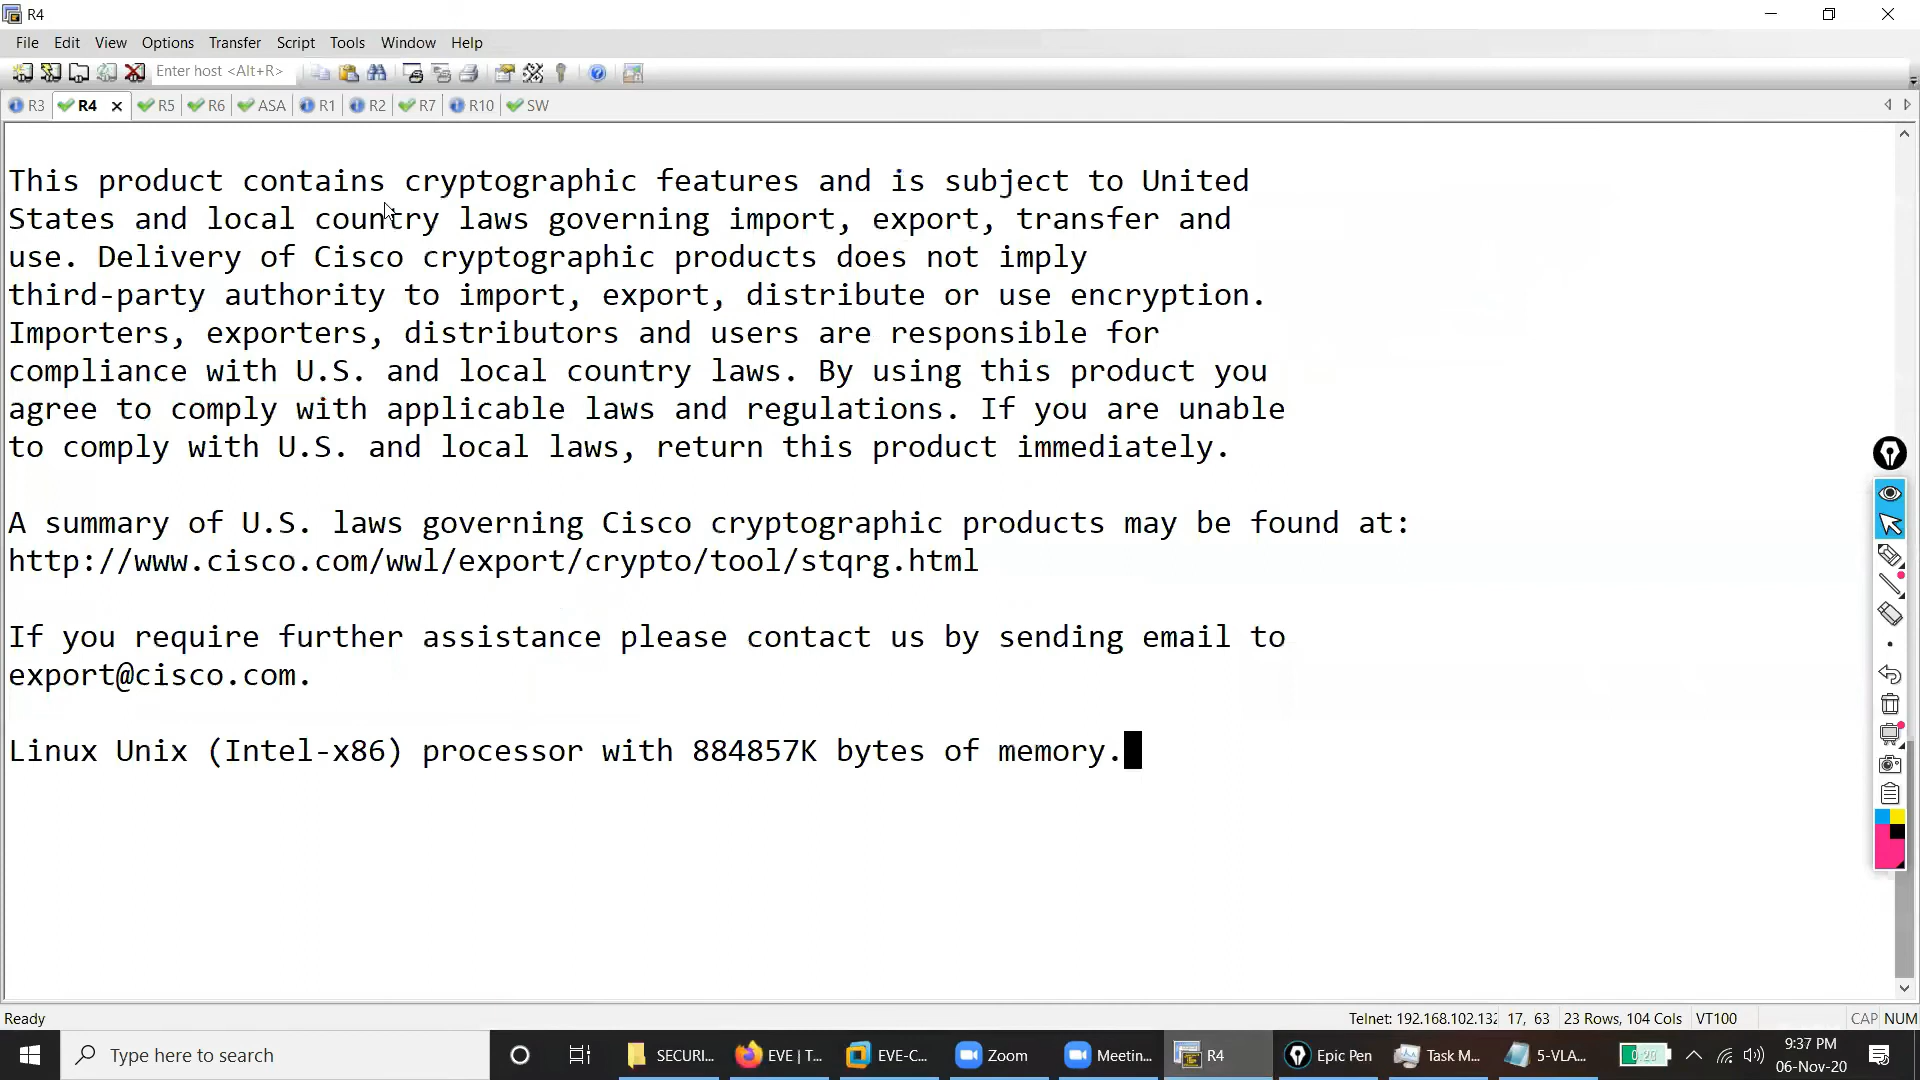 R4
File Edit View Options Transfer Script Tools Window Help
Enter host <Alt+R>
R3 R4 R5 R6 ASA R1 R2 R7 R10 SW
This product contains cryptographic features and is subject to United
States and local country laws governing import, export, transfer and
use. Delivery of Cisco cryptographic products does not imply
third-party authority to import, export, distribute or use encryption.
Importers, exporters, distributors and users are responsible for
compliance with U.S. and local country laws. By using this product you
agree to comply with applicable laws and regulations. If you are unable
to comply with U.S. and local laws, return this product immediately.
A summary of U.S. laws governing Cisco cryptographic products may be found at:
http://www.cisco.com/wwl/export/crypto/tool/stqrg.html
If you require further assistance please contact us by sending email to
export@cisco.com.
Linux Unix (Intel-x86) processor with 884857K bytes of memory.
Ready Telnet: 192.168.102.132 17, 63 23 Rows, 104 Cols VT100 CAP NUM
Type here to search SECURI... EVE | T... EVE-C... Zoom Meetin... R4 Epic Pen Task M... 5-VLA... 0:20 9:37 PM
06-Nov-20